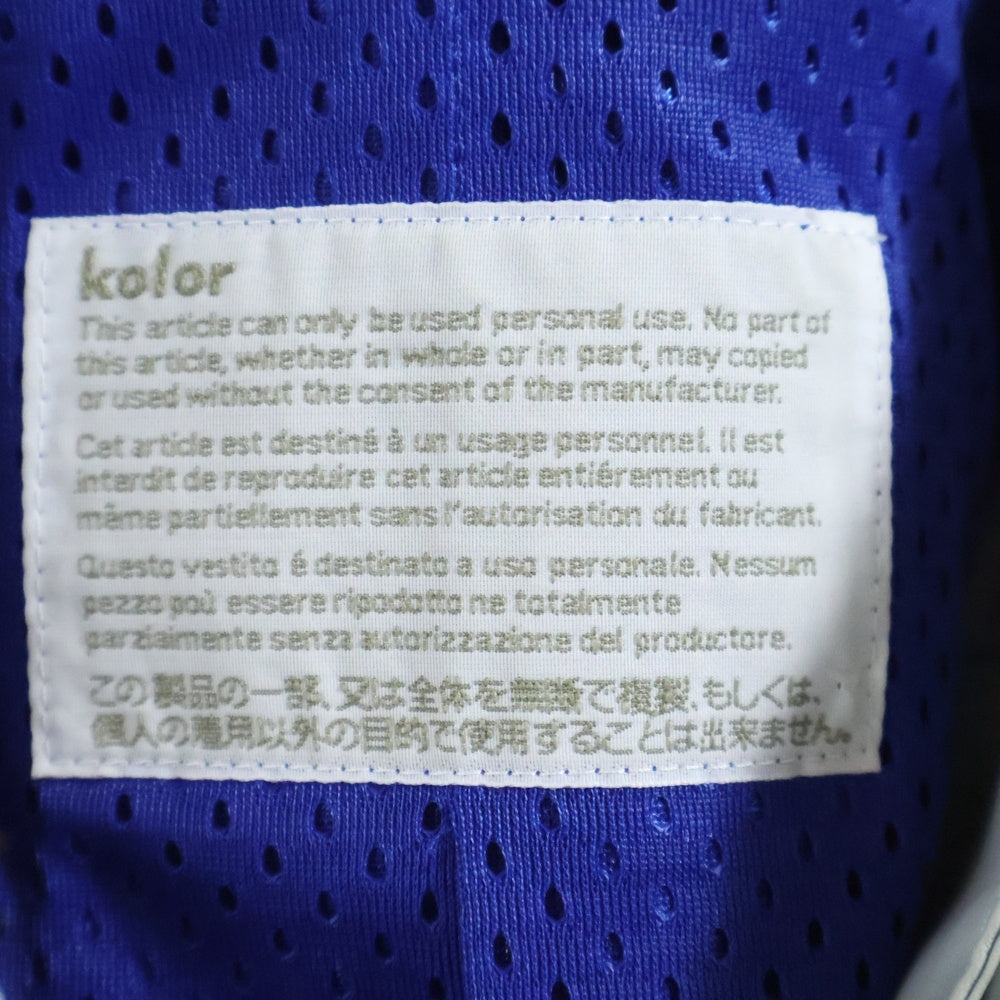 kolor
This article can only be used personal use. No part of
this article, whether in whole or in part, may copied
or used without the consent of the manufacturer.
Cet article est destiné à un usage personnel. Il est
interdit de reproduire cet article entiérement ou
même partiellement sans l'autorisation du fabricant.
Questo vestito é destinato a uso personale. Nessum
pezzo poú essere ripodotto ne totalmente
parzialmente senza autorizzazione del productore.
この製品の一部、又は全体を無断で複製、もしくは、
個人の着用以外の目的で使用することは出来ません。